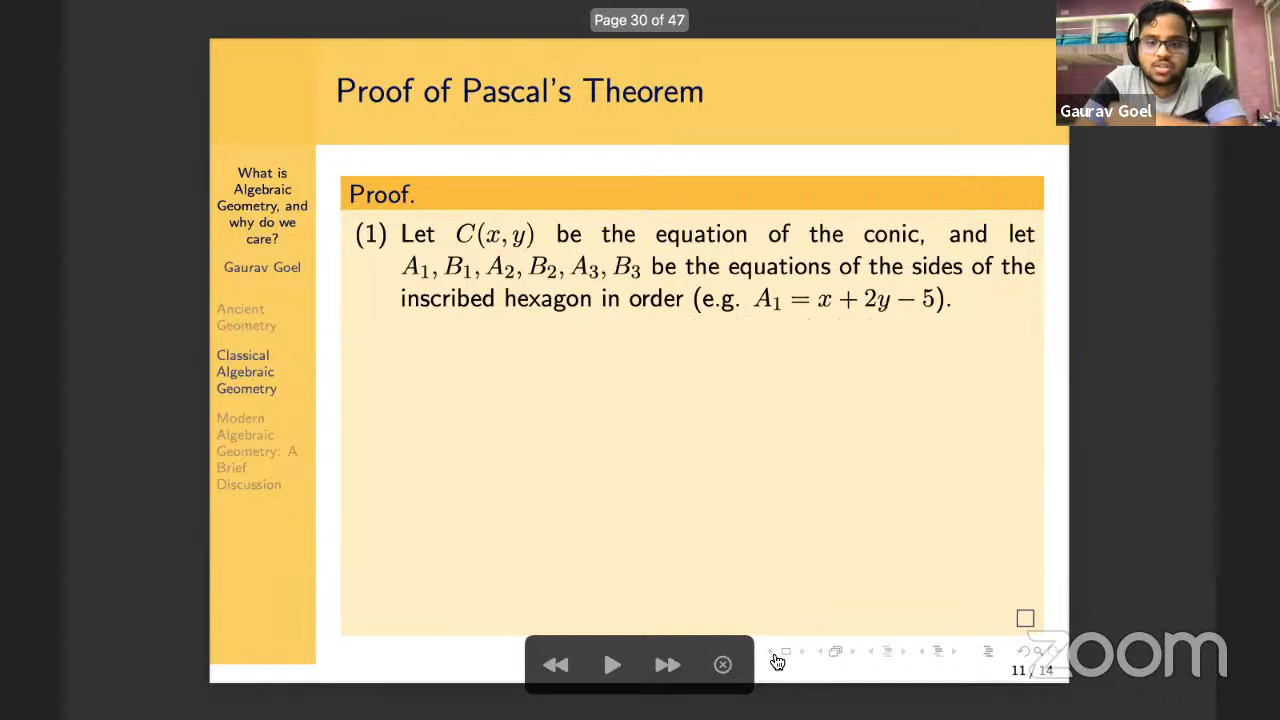 Page 30 of 47
Proof of Pascal's Theorem
Gaurav Goel
What is
Algebraic
Geometry, and
why do we
care?
Gaurav Goel
Ancient
Geometry
Classical
Algebraic
Geometry
Modern
Algebraic
Geometry: A
Brief
Discussion
Proof.
(1) Let C(x, y) be the equation of the conic, and let
A₁, B₁, A₂, B₂, A₃, B₃ be the equations of the sides of the
inscribed hexagon in order (e.g. A₁ = x + 2y − 5).
11 / 14
zoom